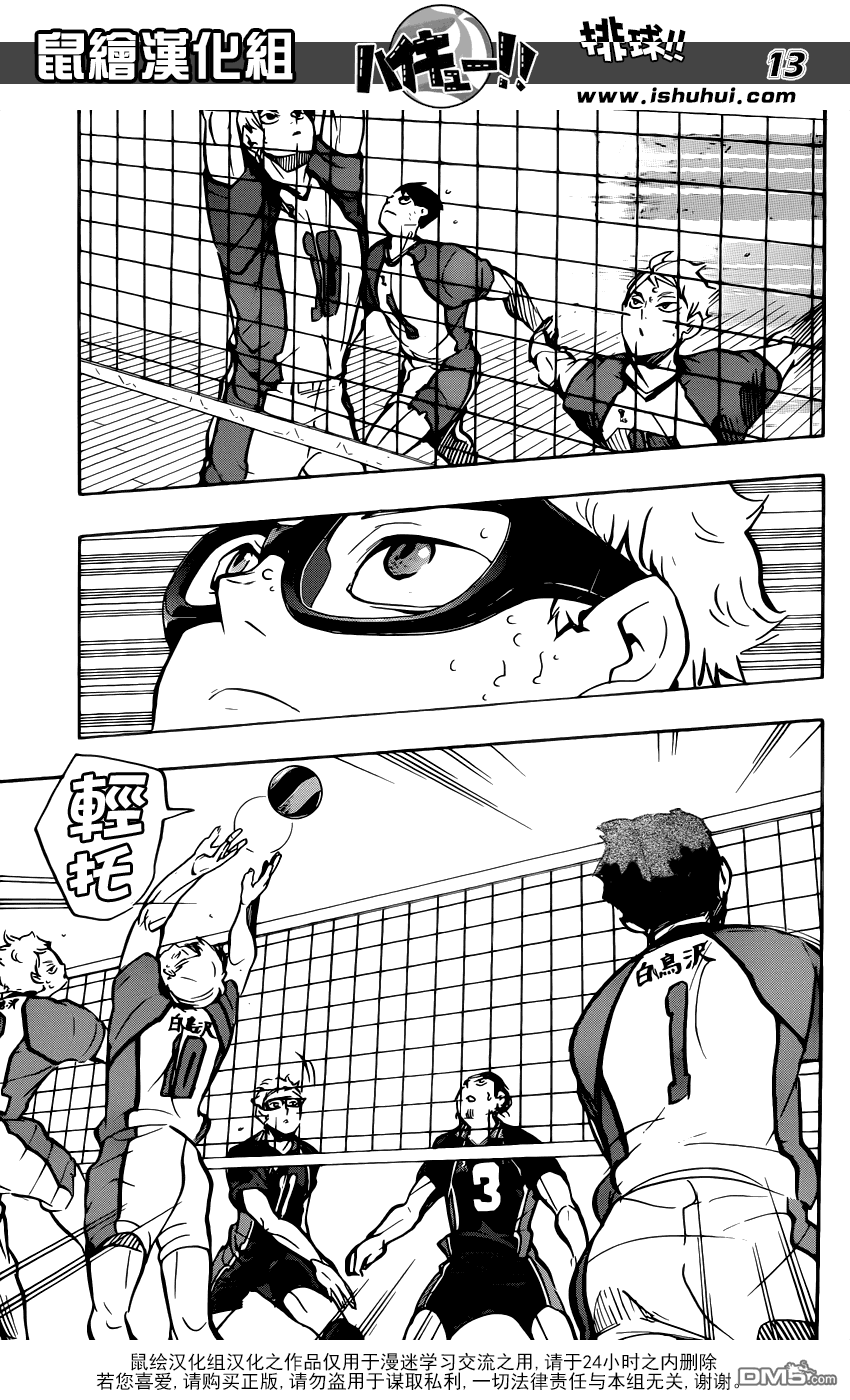 鼠繪漢化組
ハイキュー!!
排球!!
13
www.ishuhui.com
10
輕托
白鳥沢
1
白鳥沢
10
11
3
鼠绘汉化组汉化之作品仅用于漫迷学习交流之用, 请于24小时之内删除
若您喜爱, 请购买正版, 请勿盗用于谋取私利, 一切法律责任与本组无关, 谢谢。
DM5.com